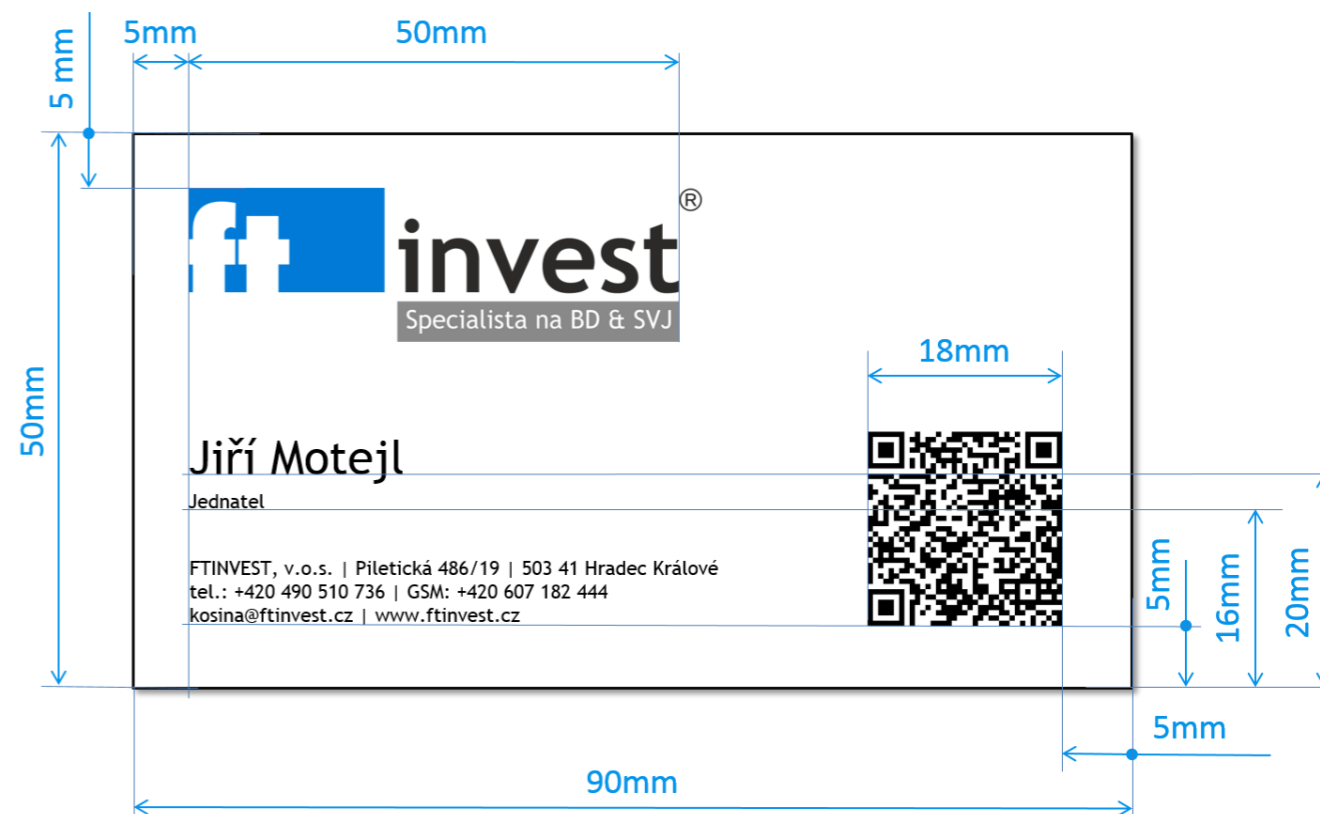 5mm
50mm
5 mm
ft
invest®
Specialista na BD & SVJ
50mm
18mm
Jiří Motejl
Jednatel
FTINVEST, v.o.s. | Piletická 486/19 | 503 41 Hradec Králové
tel.: +420 490 510 736 | GSM: +420 607 182 444
kosina@ftinvest.cz | www.ftinvest.cz
5mm
16mm
20mm
5mm
90mm